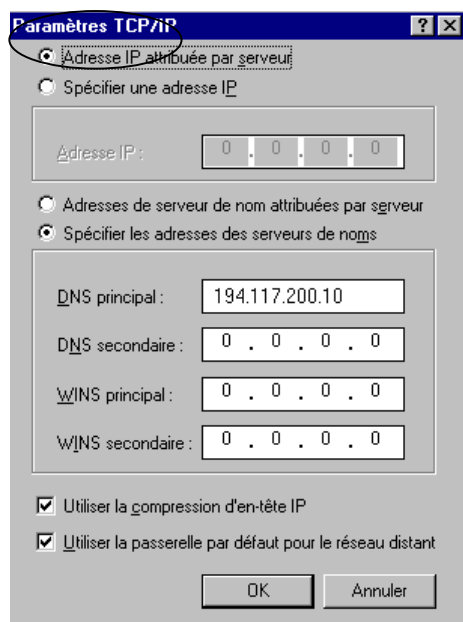 Paramètres TCP/IP
Adresse IP attribuée par serveur
Spécifier une adresse IP
Adresse IP : 0 . 0 . 0 . 0
Adresses de serveur de nom attribuées par serveur
Spécifier les adresses des serveurs de noms
DNS principal : 194.117.200.10
DNS secondaire : 0 . 0 . 0 . 0
WINS principal : 0 . 0 . 0 . 0
WINS secondaire : 0 . 0 . 0 . 0
Utiliser la compression d'en-tête IP
Utiliser la passerelle par défaut pour le réseau distant
OK Annuler